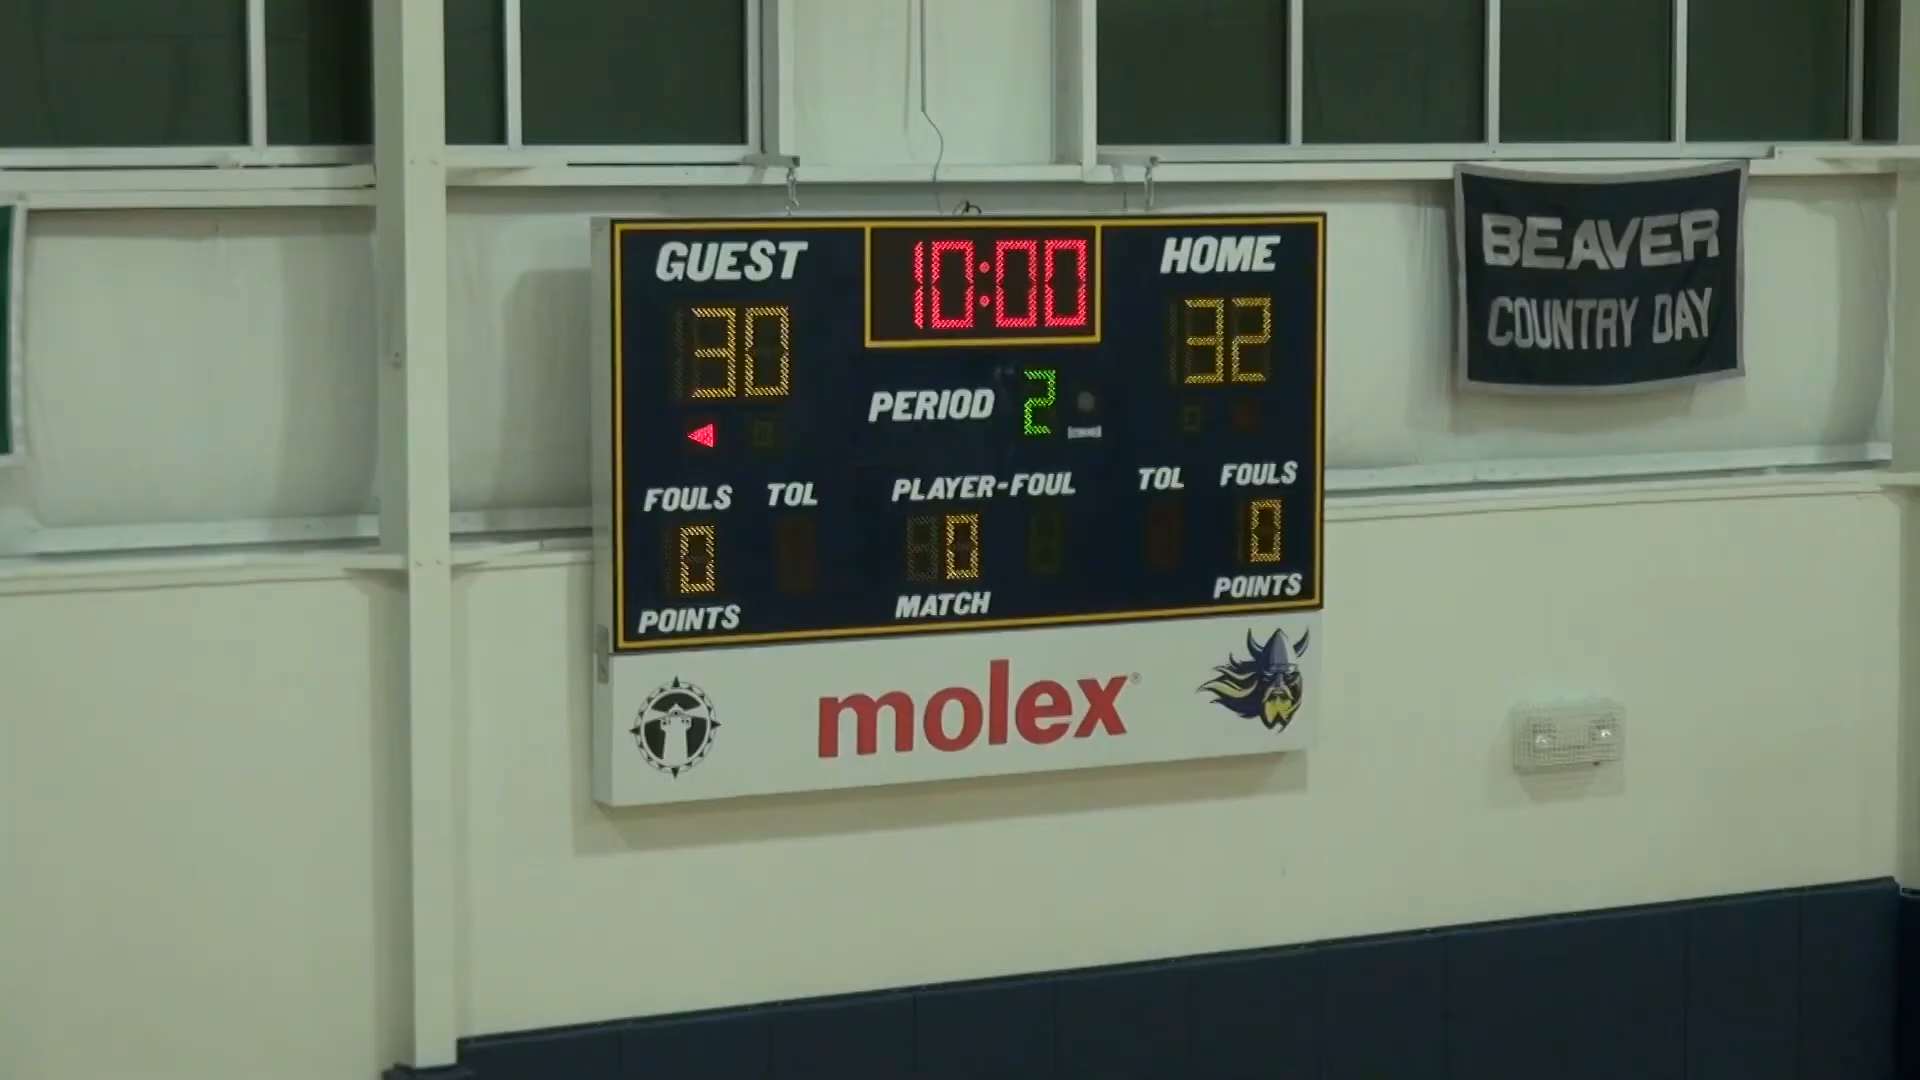 GUEST
10:00
HOME
30
32
PERIOD 2
FOULS
TOL
PLAYER-FOUL
TOL
FOULS
0
0
0
POINTS
MATCH
POINTS
molex®
BEAVER
COUNTRY DAY